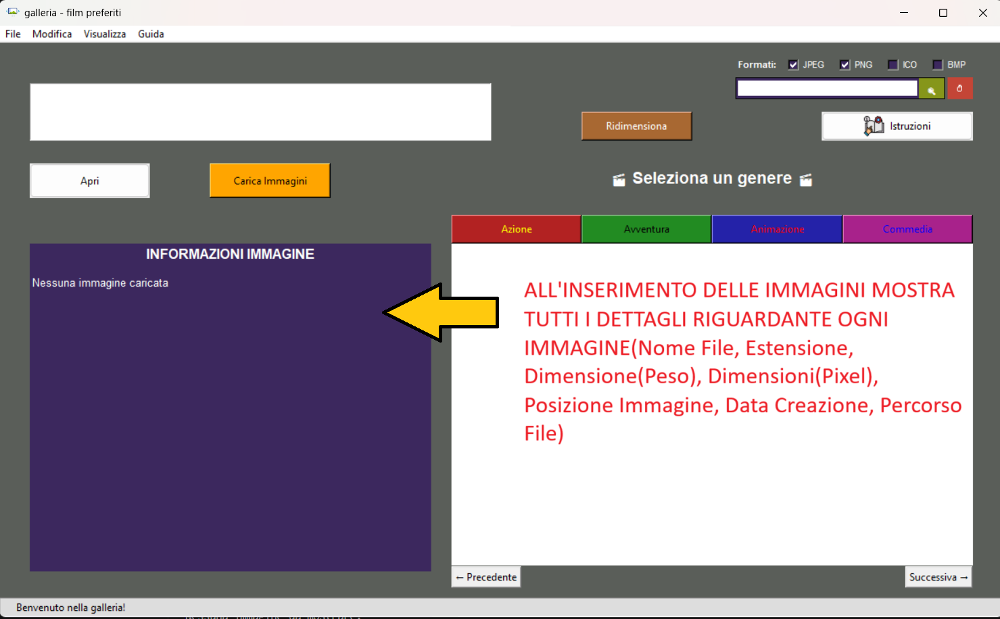 galleria - film preferiti
File Modifica Visualizza Guida
Formati: JPEG PNG ICO BMP
Ridimensiona
Istruzioni
Apri
Carica Immagini
Seleziona un genere
Azione
Avventura
Animazione
Commedia
INFORMAZIONI IMMAGINE
Nessuna immagine caricata
ALL'INSERIMENTO DELLE IMMAGINI MOSTRA
TUTTI I DETTAGLI RIGUARDANTE OGNI
IMMAGINE(Nome File, Estensione,
Dimensione(Peso), Dimensioni(Pixel),
Posizione Immagine, Data Creazione, Percorso
File)
← Precedente
Successiva →
Benvenuto nella galleria!